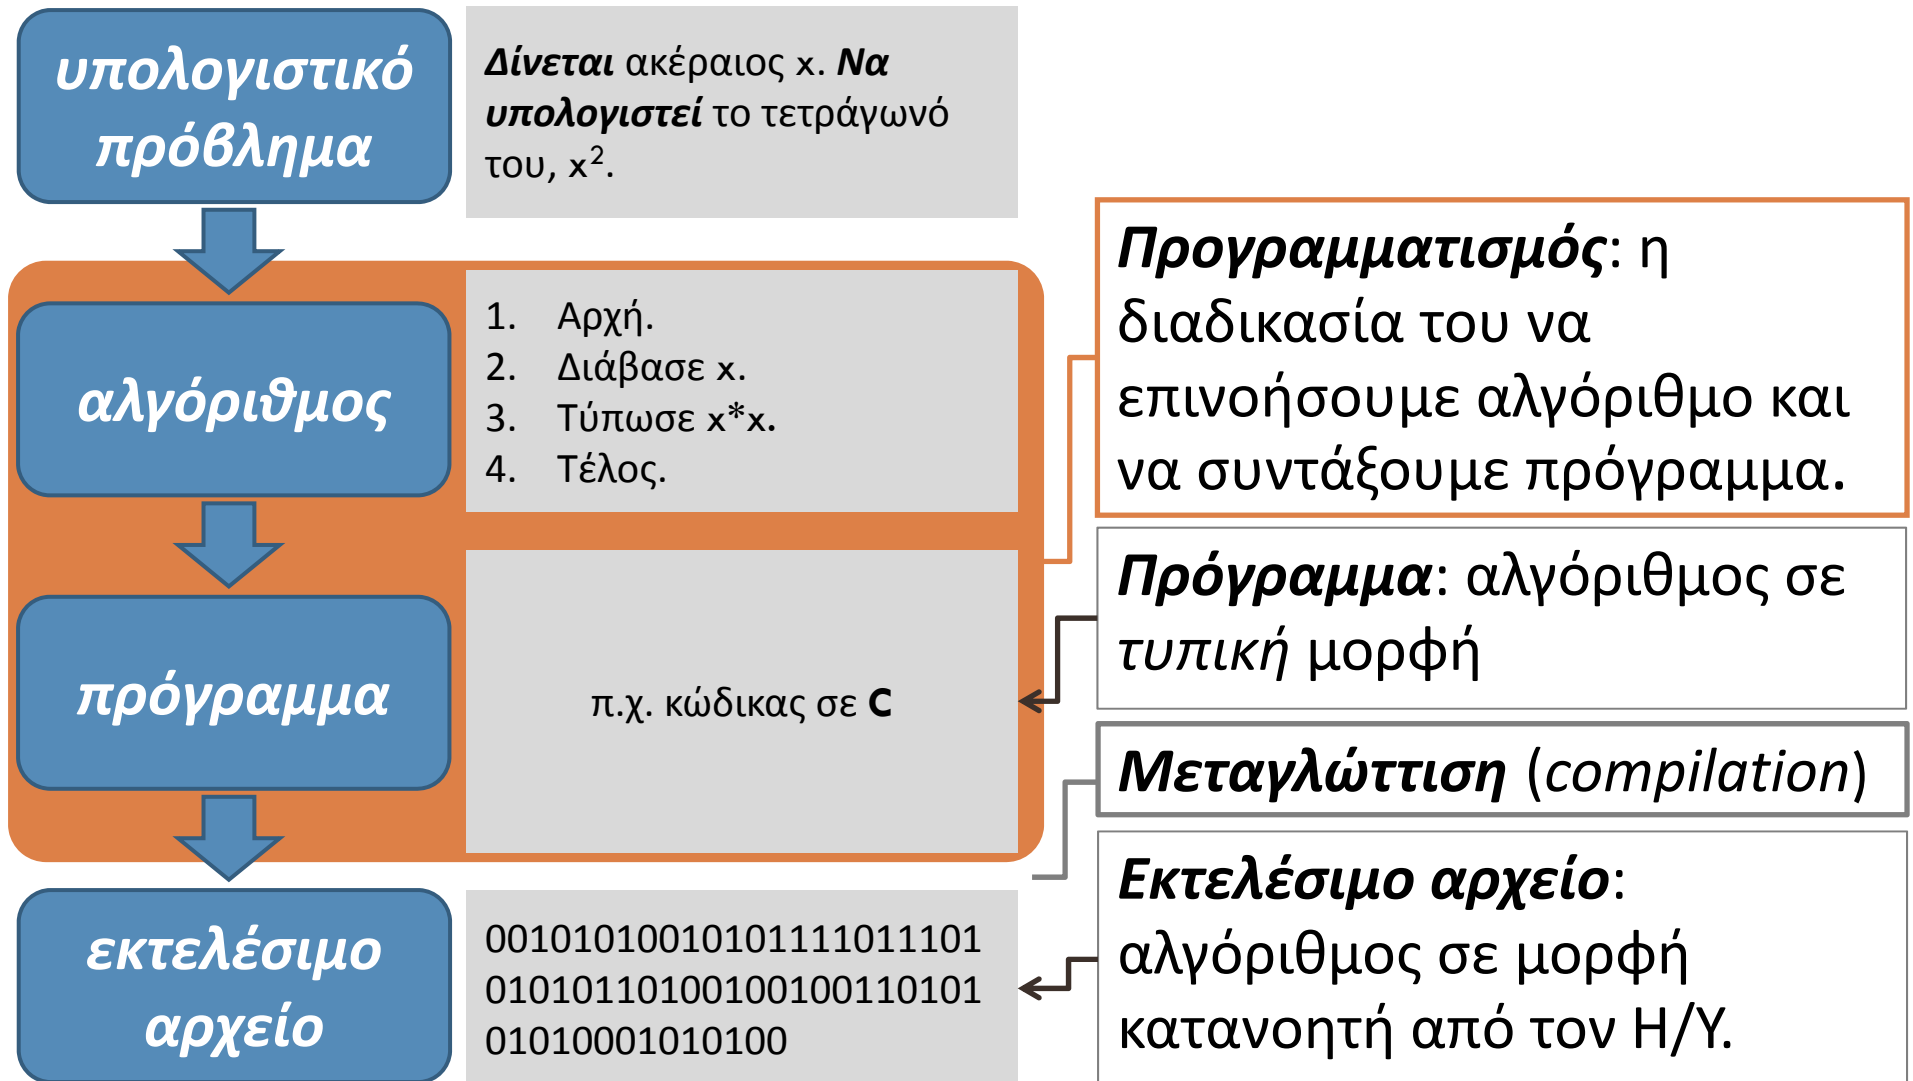 υπολογιστικό
πρόβλημα
Δίνεται ακέραιος x. Να
υπολογιστεί το τετράγωνό
του, x².
αλγόριθμος
1. Αρχή.
2. Διάβασε x.
3. Τύπωσε x*x.
4. Τέλος.
πρόγραμμα
π.χ. κώδικας σε C
εκτελέσιμο
αρχείο
00101010010101111011101
01010110100100100110101
01010001010100
Προγραμματισμός: η
διαδικασία του να
επινοήσουμε αλγόριθμο και
να συντάξουμε πρόγραμμα.
Πρόγραμμα: αλγόριθμος σε
τυπική μορφή
Μεταγλώττιση (compilation)
Εκτελέσιμο αρχείο:
αλγόριθμος σε μορφή
κατανοητή από τον Η/Υ.